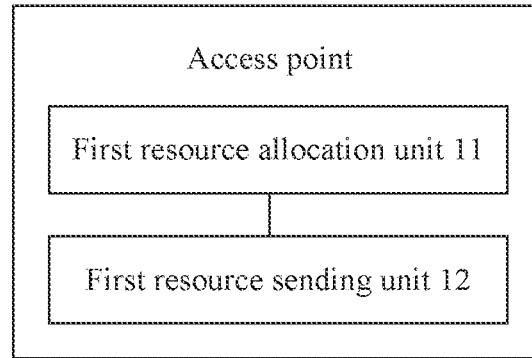 Access point
First resource allocation unit 11
First resource sending unit 12